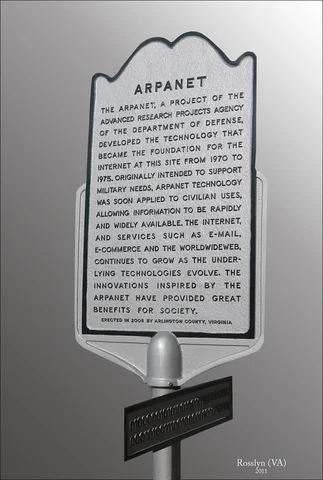 ARPANET
THE ARPANET, A PROJECT OF THE
ADVANCED RESEARCH PROJECTS AGENCY
OF THE DEPARTMENT OF DEFENSE,
DEVELOPED THE TECHNOLOGY THAT
BECAME THE FOUNDATION FOR THE
INTERNET AT THIS SITE FROM 1970 TO
1975. ORIGINALLY INTENDED TO SUPPORT
MILITARY NEEDS, ARPANET TECHNOLOGY
WAS SOON APPLIED TO CIVILIAN USES,
ALLOWING INFORMATION TO BE RAPIDLY
AND WIDELY AVAILABLE. THE INTERNET,
AND SERVICES SUCH AS E-MAIL,
E-COMMERCE AND THE WORLDWIDEWEB,
CONTINUES TO GROW AS THE UNDER-
LYING TECHNOLOGIES EVOLVE. THE
INNOVATIONS INSPIRED BY THE
ARPANET HAVE PROVIDED GREAT
BENEFITS FOR SOCIETY.
ERECTED IN 2008 BY ARLINGTON COUNTY, VIRGINIA
Rosslyn (VA)
2011